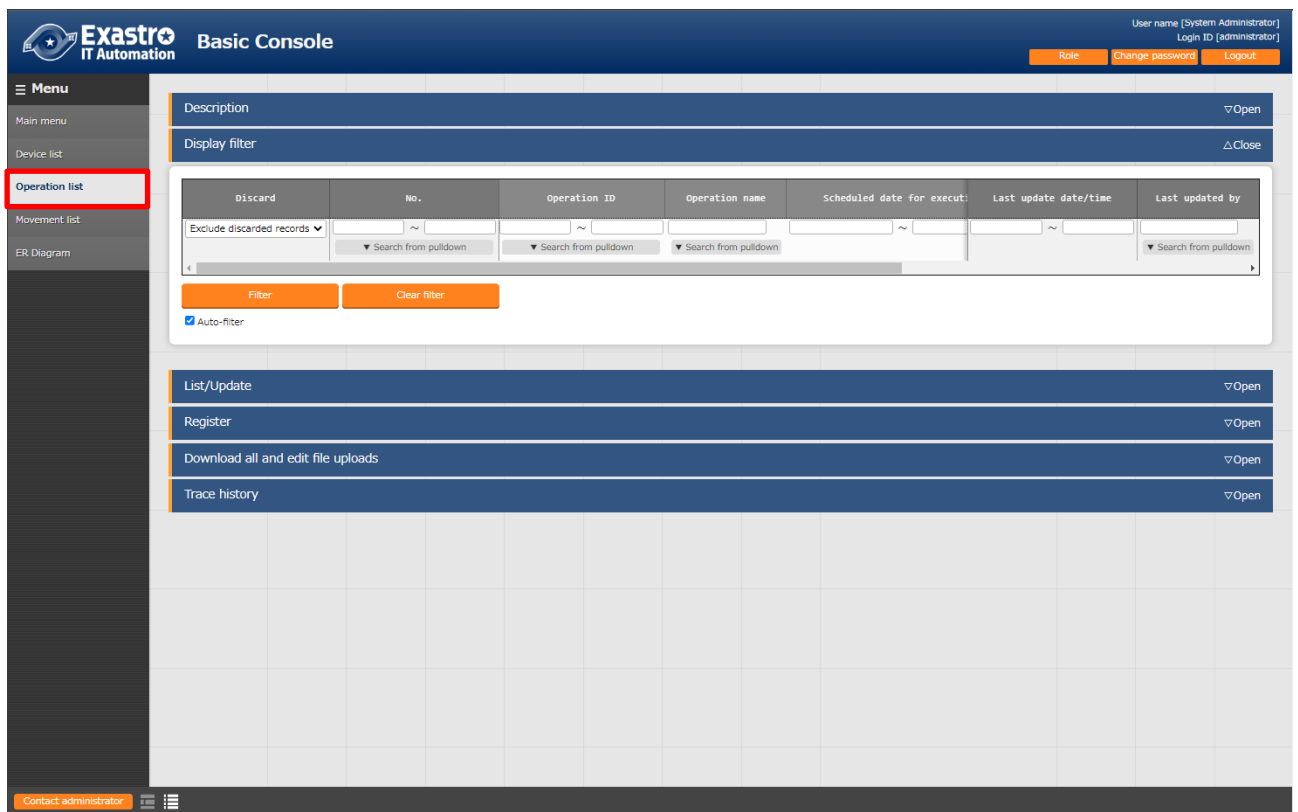 Exastro
IT Automation
Basic Console
User name [System Administrator]
Login ID [administrator]
Role Change password Logout
Menu
Main menu
Device list
Operation list
Movement list
ER Diagram
Description ▽Open
Display filter △Close
Discard No. Operation ID Operation name Scheduled date for executi Last update date/time Last updated by
Exclude discarded records ~ ~ ~ ~
▼ Search from pulldown ▼ Search from pulldown ▼ Search from pulldown ▼ Search from pulldown
Filter Clear filter
Auto-filter
List/Update ▽Open
Register ▽Open
Download all and edit file uploads ▽Open
Trace history ▽Open
Contact administrator